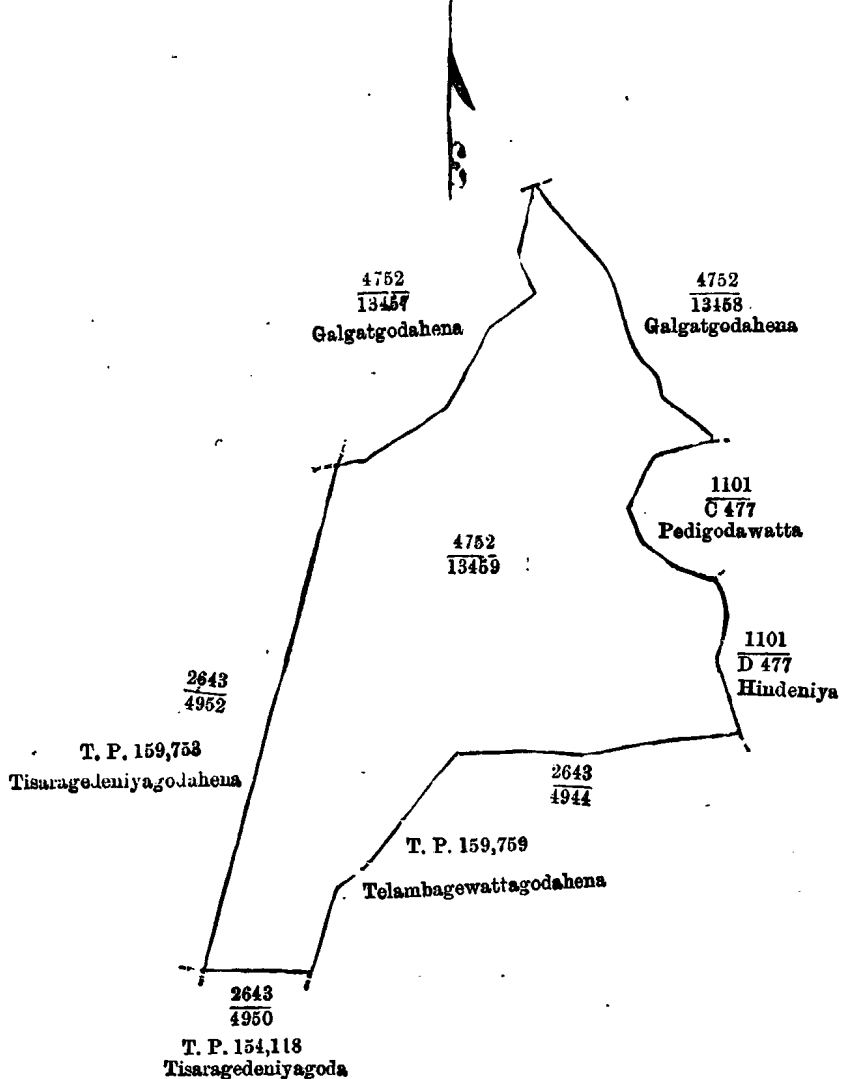 4752
13457
Galgatgodahena
4752
13458
Galgatgodahena
1101
C 477
Pedigodawatta
4752
13459
1101
D 477
Hindeniya
2643
4952
T. P. 159,753
Tisaragedeniyagodahena
2643
4944
T. P. 159,759
Telambagewattagodahena
2643
4950
T. P. 154,118
Tisaragedeniyagoda